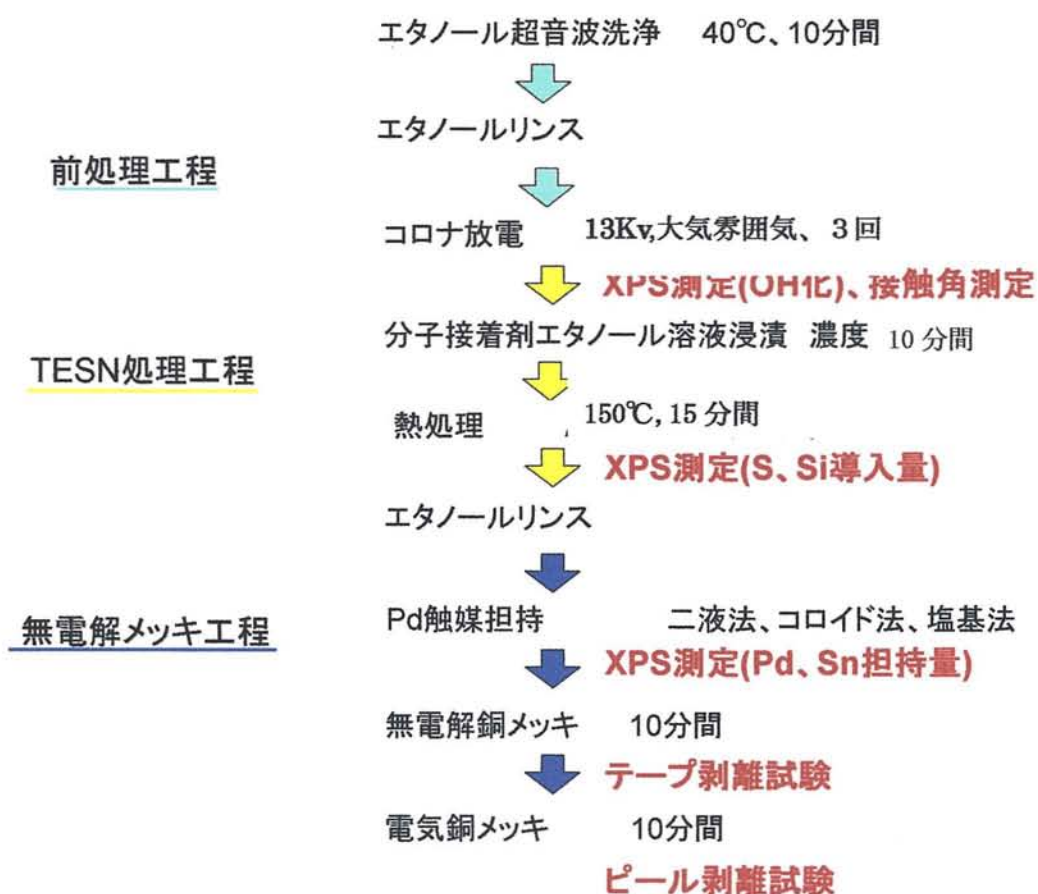 エタノール超音波洗浄 40℃、10分間
エタノールリンス
前処理工程
コロナ放電 13Kv,大気雰囲気、3回
XPS測定(OH化)、接触角測定
分子接着剤エタノール溶液浸漬 濃度 10分間
TESN処理工程
熱処理 150℃, 15分間
XPS測定(S、Si導入量)
エタノールリンス
無電解メッキ工程
Pd触媒担持 二液法、コロイド法、塩基法
XPS測定(Pd、Sn担持量)
無電解銅メッキ 10分間
テープ剥離試験
電気銅メッキ 10分間
ピール剥離試験